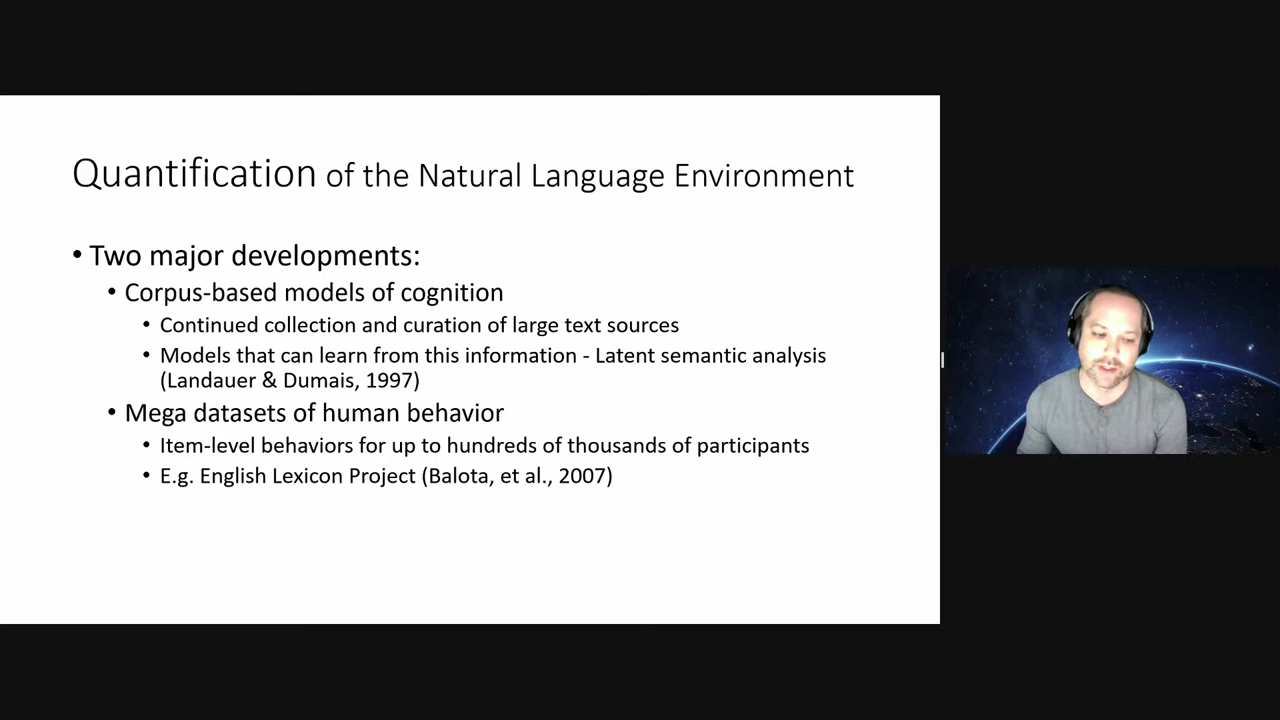 Quantification of the Natural Language Environment
• Two major developments:
• Corpus-based models of cognition
• Continued collection and curation of large text sources
• Models that can learn from this information - Latent semantic analysis
(Landauer & Dumais, 1997)
• Mega datasets of human behavior
• Item-level behaviors for up to hundreds of thousands of participants
• E.g. English Lexicon Project (Balota, et al., 2007)